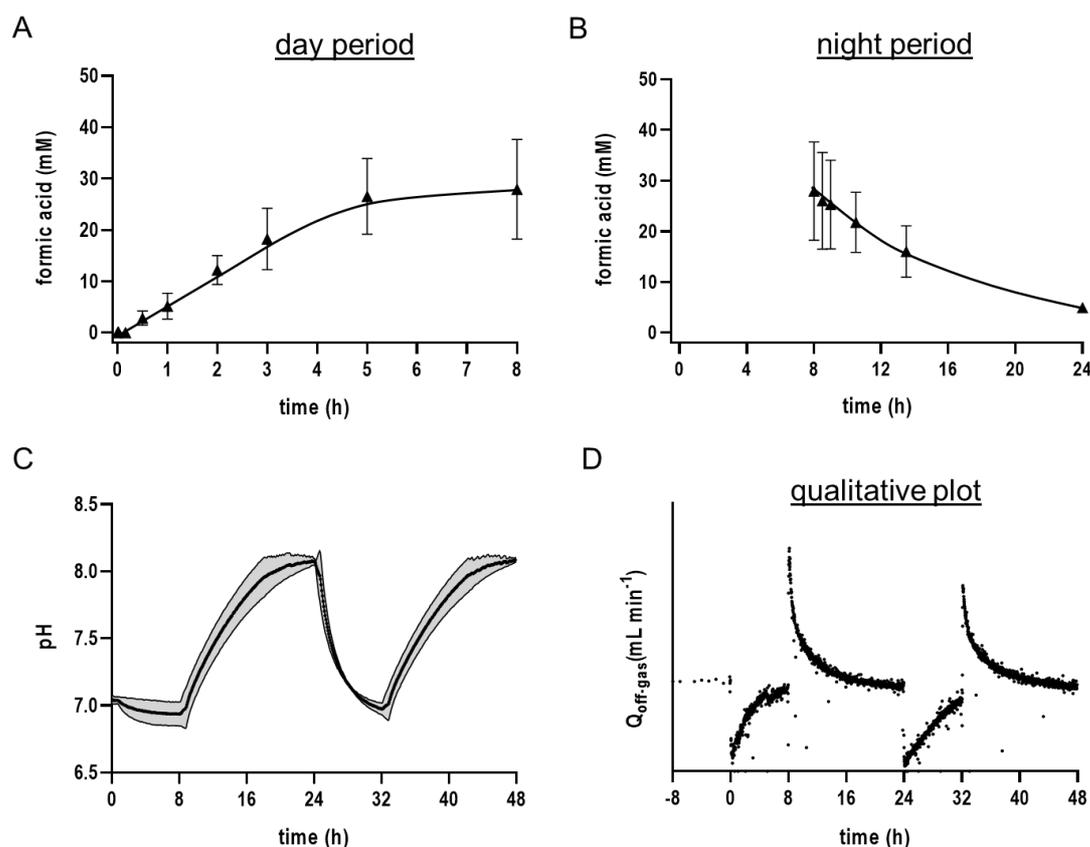 A
day period
50
40
30
20
10
0
formic acid (mM)
0 1 2 3 4 5 6 7 8
time (h)
B
night period
50
40
30
20
10
0
formic acid (mM)
0 4 8 12 16 20 24
time (h)
C
8.5
8.0
7.5
7.0
6.5
pH
0 8 16 24 32 40 48
time (h)
D
qualitative plot
Qoff-gas(mL min-1)
-8 0 8 16 24 32 40 48
time (h)